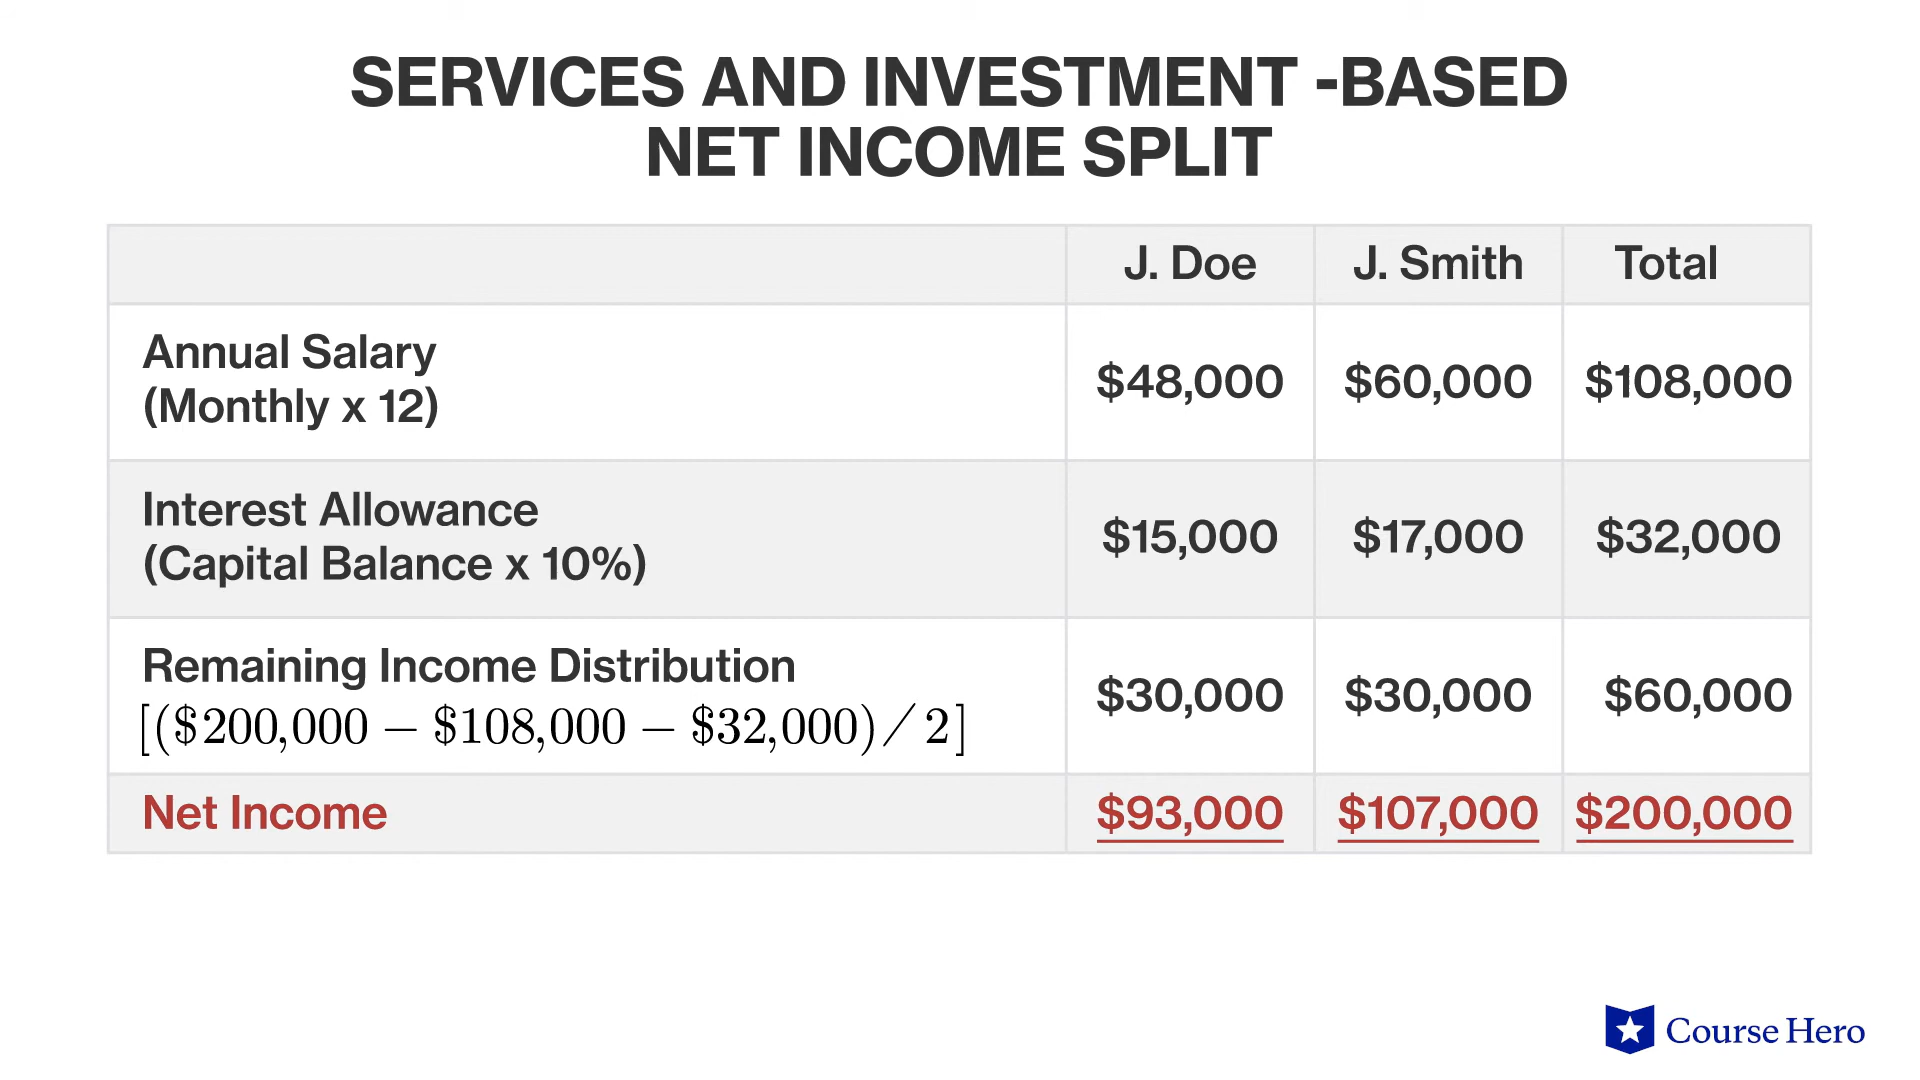 SERVICES AND INVESTMENT -BASED
NET INCOME SPLIT
J. Doe J. Smith Total
Annual Salary
(Monthly x 12)
$48,000 $60,000 $108,000
Interest Allowance
(Capital Balance x 10%)
$15,000 $17,000 $32,000
Remaining Income Distribution
[($200,000 – $108,000 – $32,000) / 2]
$30,000 $30,000 $60,000
Net Income $93,000 $107,000 $200,000
Course Hero